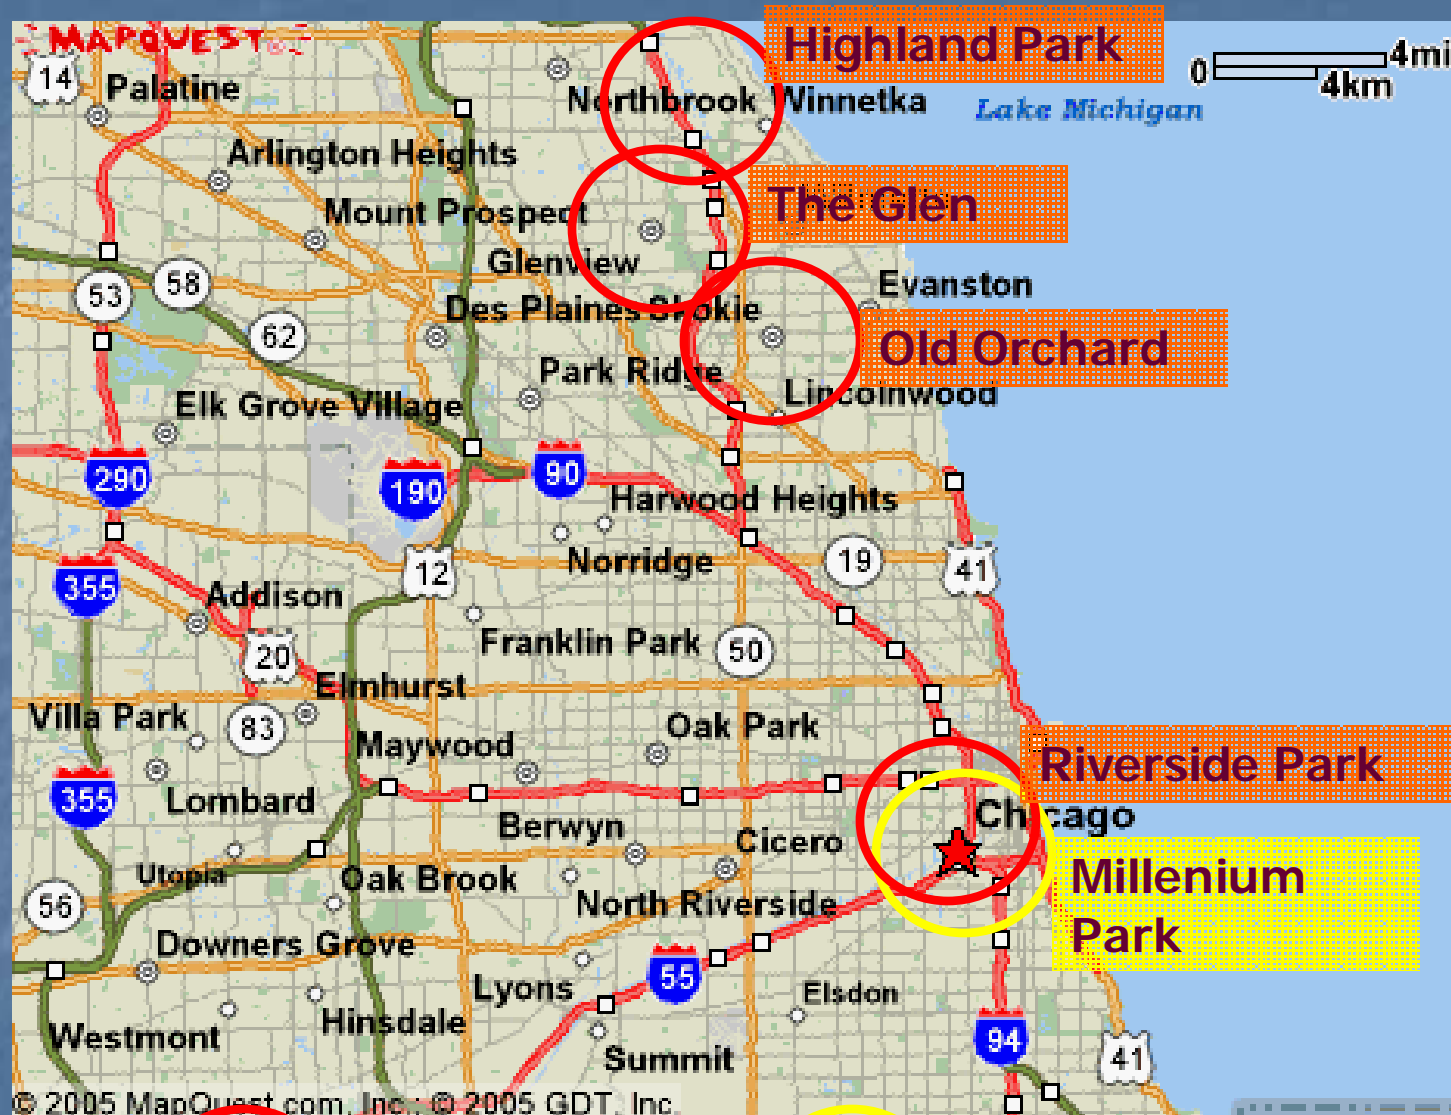 MAPQUEST
Highland Park
0 4mi
4km
14
Palatine
Northbrook Winnetka
Lake Michigan
Arlington Heights
The Glen
Mount Prospect
Glenview
Evanston
53
58
Des Plaines Skokie
62
Old Orchard
Park Ridge
Lincolnwood
Elk Grove Village
290
190
90
Harwood Heights
Norridge
19
12
41
355
Addison
Franklin Park
50
20
Elmhurst
Villa Park
83
Oak Park
Maywood
Riverside Park
355
Lombard
Chicago
Berwyn
Cicero
Utopia
Oak Brook
Millenium
Park
56
North Riverside
Downers Grove
55
Lyons
Elsdon
Westmont
Hinsdale
94
Summit
41
© 2005 MapQuest.com, Inc.; © 2005 GDT, Inc.